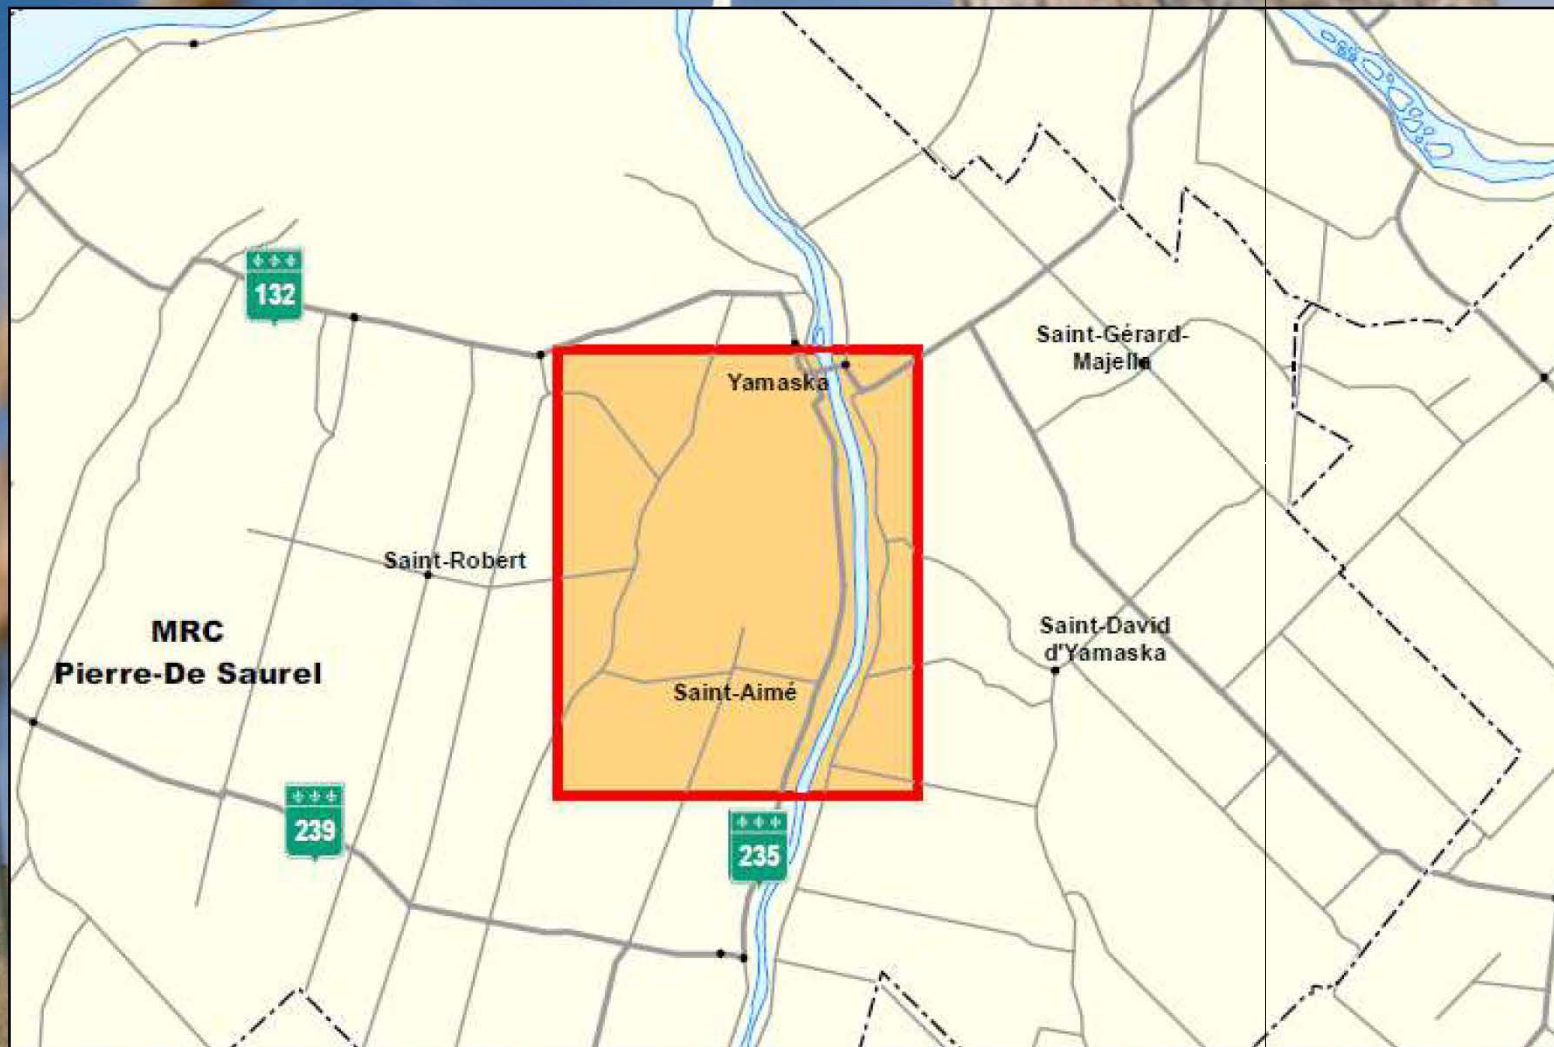 132
Saint-Gérard-
Majella
Yamaska
Saint-Robert
MRC
Pierre-De Saurel
Saint-David
d'Yamaska
Saint-Aimé
239
235